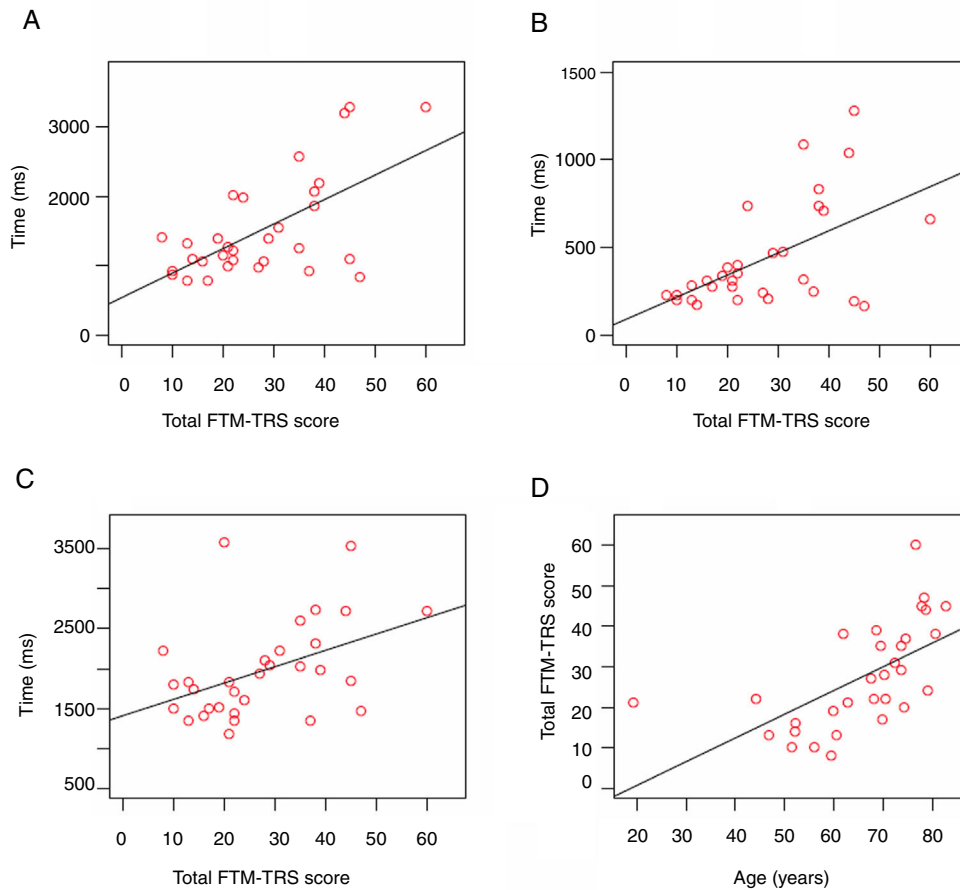 A
Time (ms)
3000
2000
1000
0
0 10 20 30 40 50 60
Total FTM-TRS score
B
Time (ms)
1500
1000
500
0
0 10 20 30 40 50 60
Total FTM-TRS score
C
Time (ms)
3500
2500
1500
500
0 10 20 30 40 50 60
Total FTM-TRS score
D
Total FTM-TRS score
60
50
40
30
20
10
0
20 30 40 50 60 70 80
Age (years)